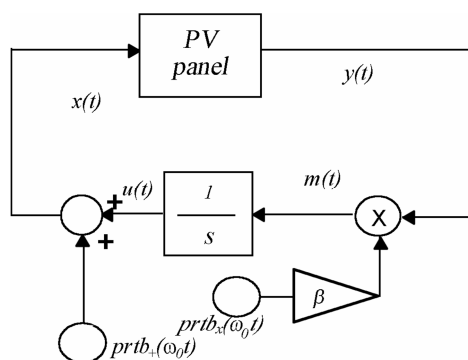 PV
panel
x(t)
y(t)
+
u(t)
1
s
m(t)
X
+
β
prtb₊(ω₀t)
prtbₓ(ω₀t)